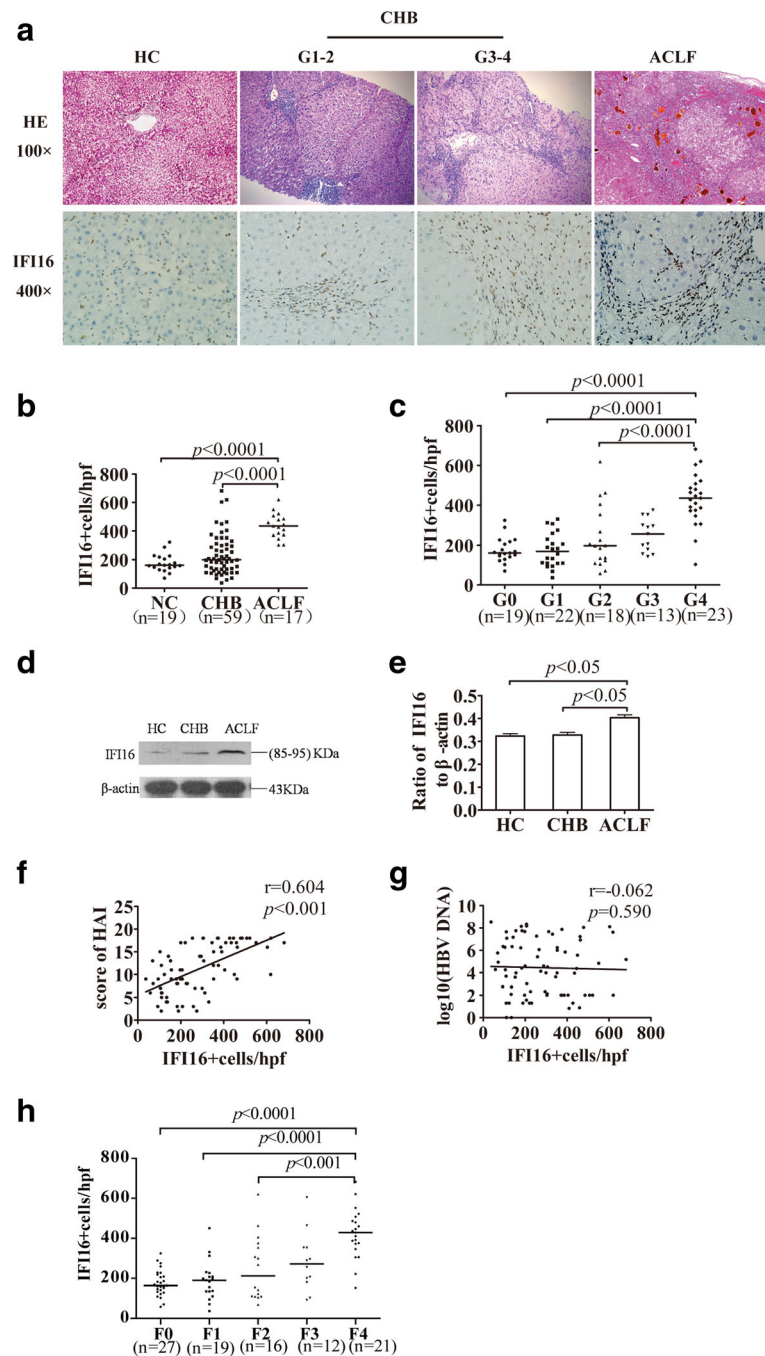 a
CHB
HC G1-2 G3-4 ACLF
HE
100×
IFI16
400×
b
p<0.0001
p<0.0001
IFI16+cells/hpf
800
600
400
200
0
NC CHB ACLF
(n=19) (n=59) (n=17)
c
p<0.0001
p<0.0001
p<0.0001
IFI16+cells/hpf
800
600
400
200
0
G0 G1 G2 G3 G4
(n=19)(n=22)(n=18)(n=13)(n=23)
d
HC CHB ACLF
IFI16 (85-95) KDa
β-actin 43KDa
e
p<0.05
p<0.05
Ratio of IFI16
to β -actin
0.5
0.4
0.3
0.2
0.1
0.0
HC CHB ACLF
f
r=0.604
p<0.001
score of HAI
25
20
15
10
5
0
0 200 400 600 800
IFI16+cells/hpf
g
r=-0.062
p=0.590
log10(HBV DNA)
10
8
6
4
2
0
0 200 400 600 800
IFI16+cells/hpf
h
p<0.0001
p<0.0001
p<0.001
IFI16+cells/hpf
800
600
400
200
0
F0 F1 F2 F3 F4
(n=27) (n=19) (n=16) (n=12) (n=21)